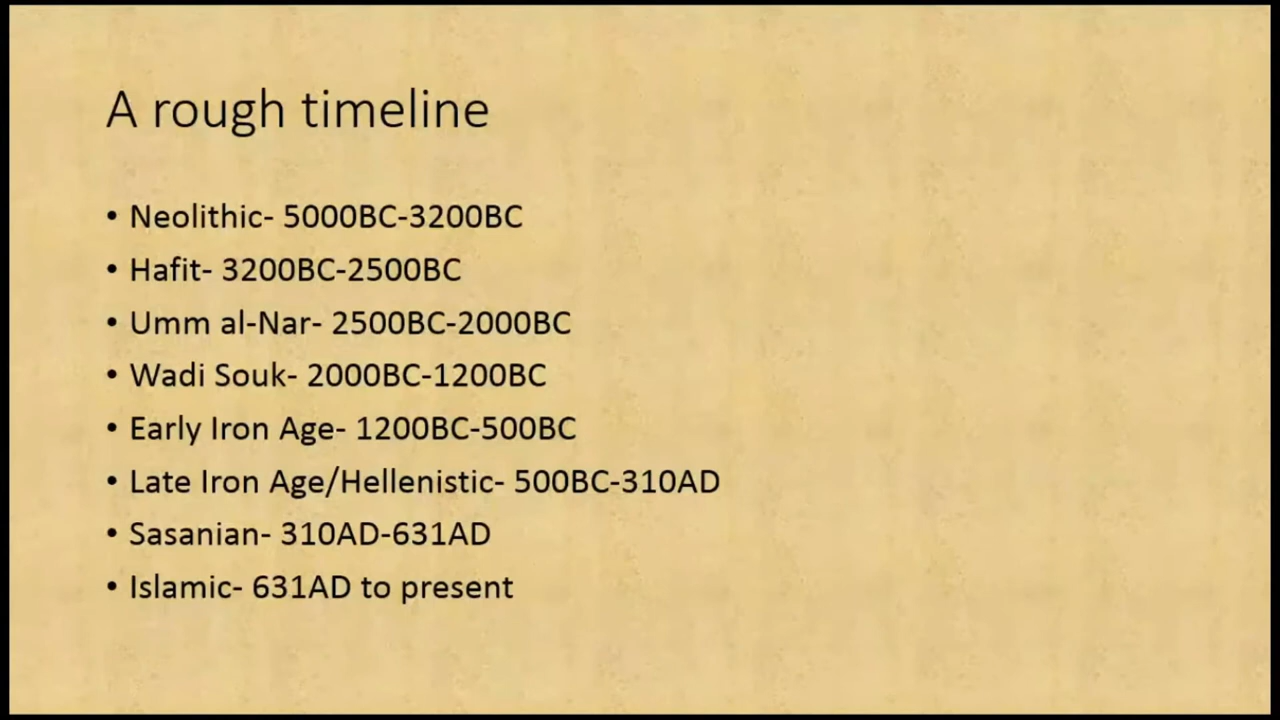 A rough timeline
• Neolithic- 5000BC-3200BC
• Hafit- 3200BC-2500BC
• Umm al-Nar- 2500BC-2000BC
• Wadi Souk- 2000BC-1200BC
• Early Iron Age- 1200BC-500BC
• Late Iron Age/Hellenistic- 500BC-310AD
• Sasanian- 310AD-631AD
• Islamic- 631AD to present